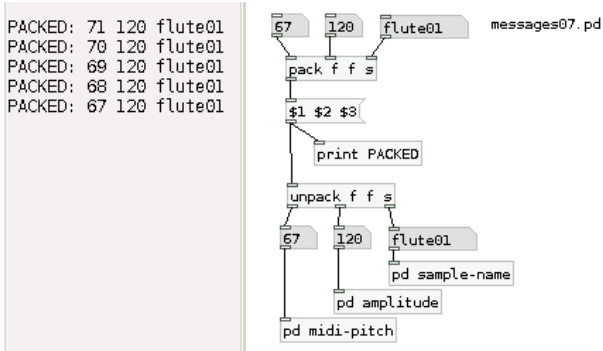 PACKED: 71 120 flute01
PACKED: 70 120 flute01
PACKED: 69 120 flute01
PACKED: 68 120 flute01
PACKED: 67 120 flute01
67 120 flute01 messages07.pd
pack f f s
$1 $2 $3
print PACKED
unpack f f s
67 120 flute01
pd sample-name
pd amplitude
pd midi-pitch